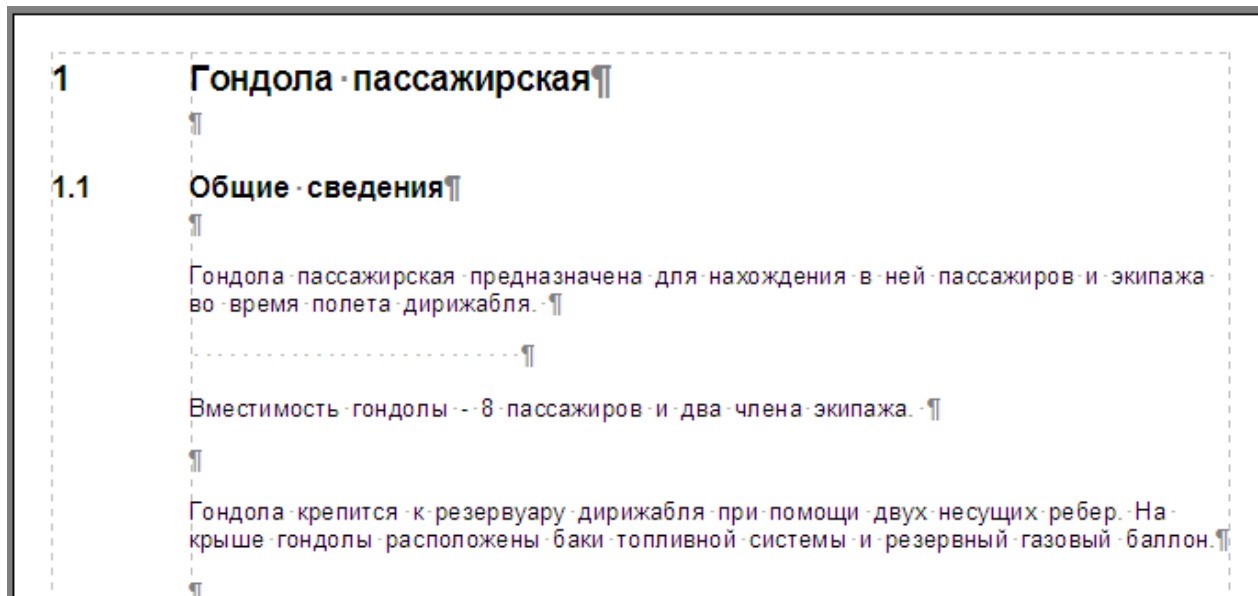 1 Гондола пассажирская¶
¶
1.1 Общие сведения¶
¶
Гондола пассажирская предназначена для нахождения в ней пассажиров и экипажа
во время полета дирижабля. ¶
¶
Вместимость гондолы - 8 пассажиров и два члена экипажа. ¶
¶
Гондола крепится к резервуару дирижабля при помощи двух несущих ребер. На
крыше гондолы расположены баки топливной системы и резервный газовый баллон.¶
¶